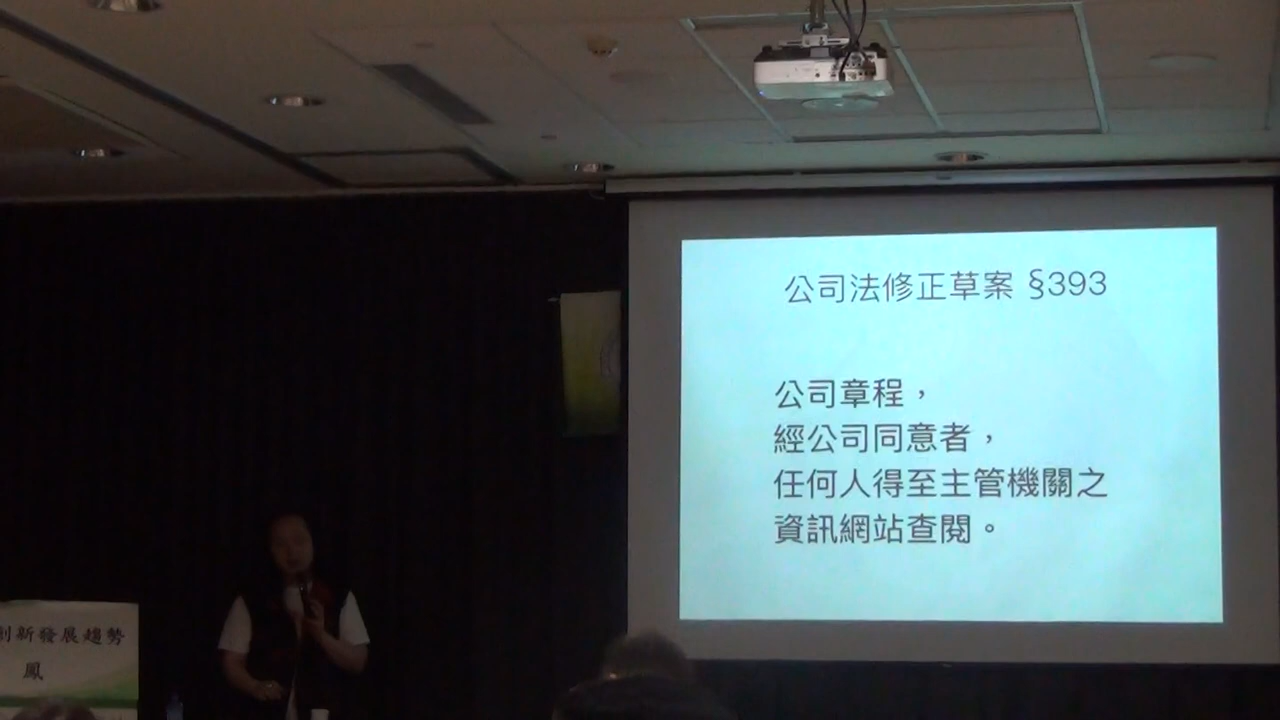 公司法修正草案 §393
公司章程，
經公司同意者，
任何人得至主管機關之
資訊網站查閱。
創新發展趨勢
鳳